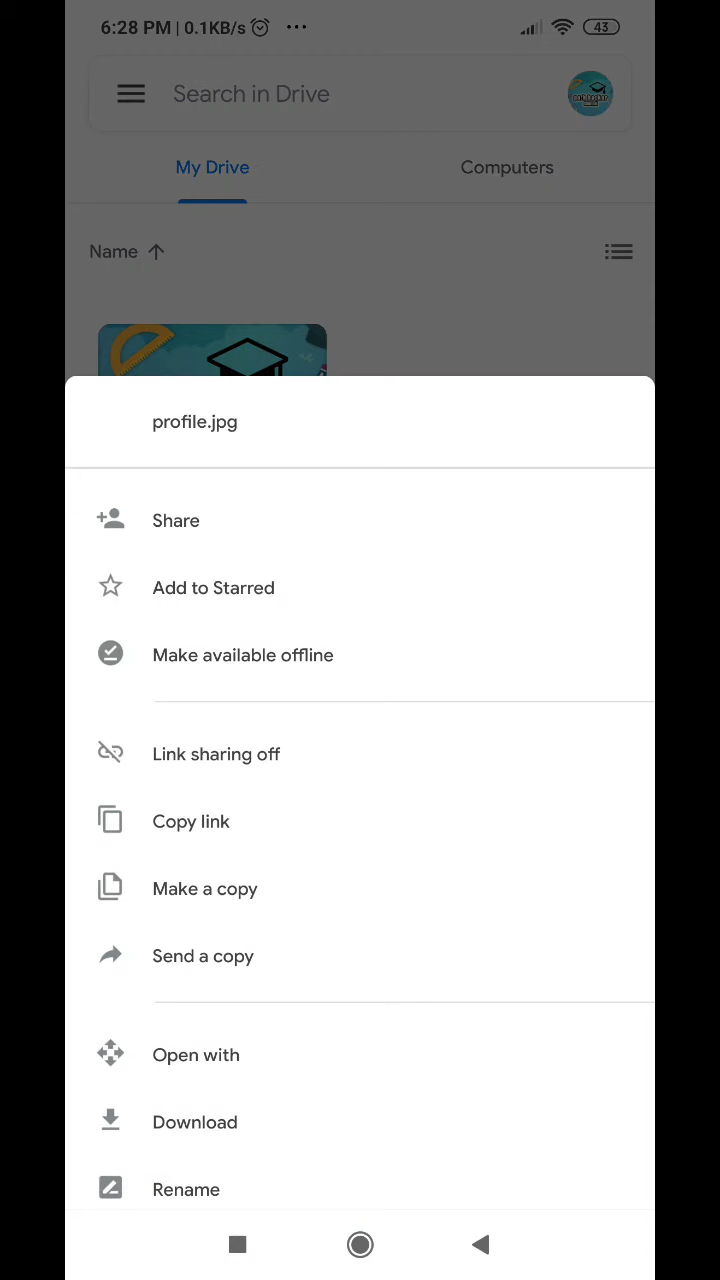 6:28 PM | 0.1KB/s ... 43
Search in Drive
My Drive Computers
Name
profile.jpg
Share
Add to Starred
Make available offline
Link sharing off
Copy link
Make a copy
Send a copy
Open with
Download
Rename